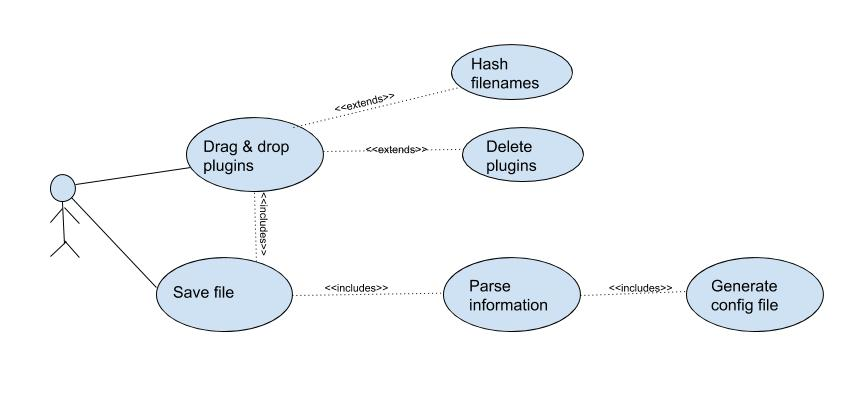 Hash
filenames
<<extends>>
Drag & drop
plugins
<<extends>>
Delete
plugins
<<includes>>
Save file
<<includes>>
Parse
information
<<includes>>
Generate
config file